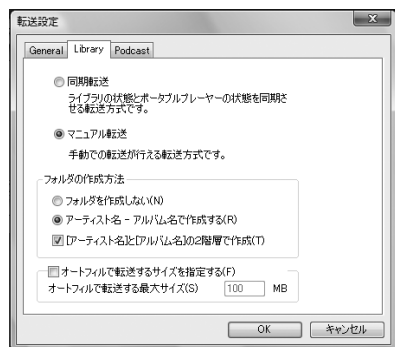 転送設定
General Library Podcast
同期転送
ライブラリの状態とポータブルプレーヤーの状態を同期さ
せる転送方式です。
マニュアル転送
手動での転送が行える転送方式です。
フォルダの作成方法
フォルダを作成しない(N)
アーティスト名 - アルバム名で作成する(R)
[アーティスト名]と[アルバム名]の2階層で作成(T)
オートフィルで転送するサイズを指定する(F)
オートフィルで転送する最大サイズ(S) 100 MB
OK キャンセル